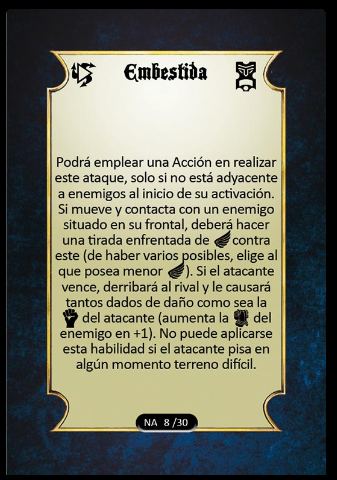 Embestida
Podrá emplear una Acción en realizar
este ataque, solo si no está adyacente
a enemigos al inicio de su activación.
Si mueve y contacta con un enemigo
situado en su frontal, deberá hacer
una tirada enfrentada de contra
este (de haber varios posibles, elige al
que posea menor ). Si el atacante
vence, derribará al rival y le causará
tantos dados de daño como sea la
del atacante (aumenta la del
enemigo en +1). No puede aplicarse
esta habilidad si el atacante pisa en
algún momento terreno difícil.
NA 8 /30